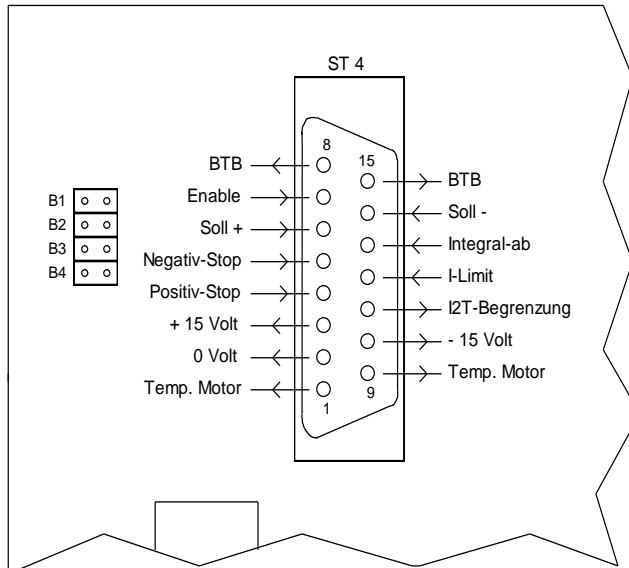 ST 4
8
15
BTB
BTB
Enable
Soll -
B1
Soll +
Integral-ab
B2
Negativ-Stop
I-Limit
B3
Positiv-Stop
I2T-Begrenzung
B4
+ 15 Volt
- 15 Volt
0 Volt
Temp. Motor
Temp. Motor
1
9